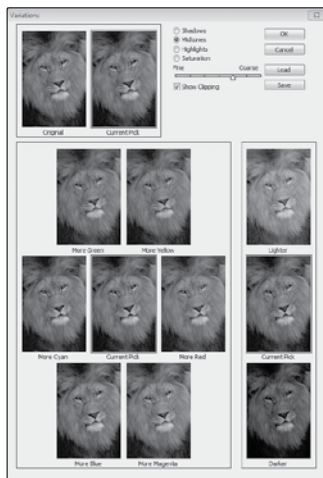 Variations
Shadows
Midtones
Highlights
Saturation
Fine
Coarse
Show Clipping
OK
Cancel
Load
Save
Original
Current Pick
More Green
More Yellow
Lighter
More Cyan
Current Pick
More Red
Current Pick
More Blue
More Magenta
Darker